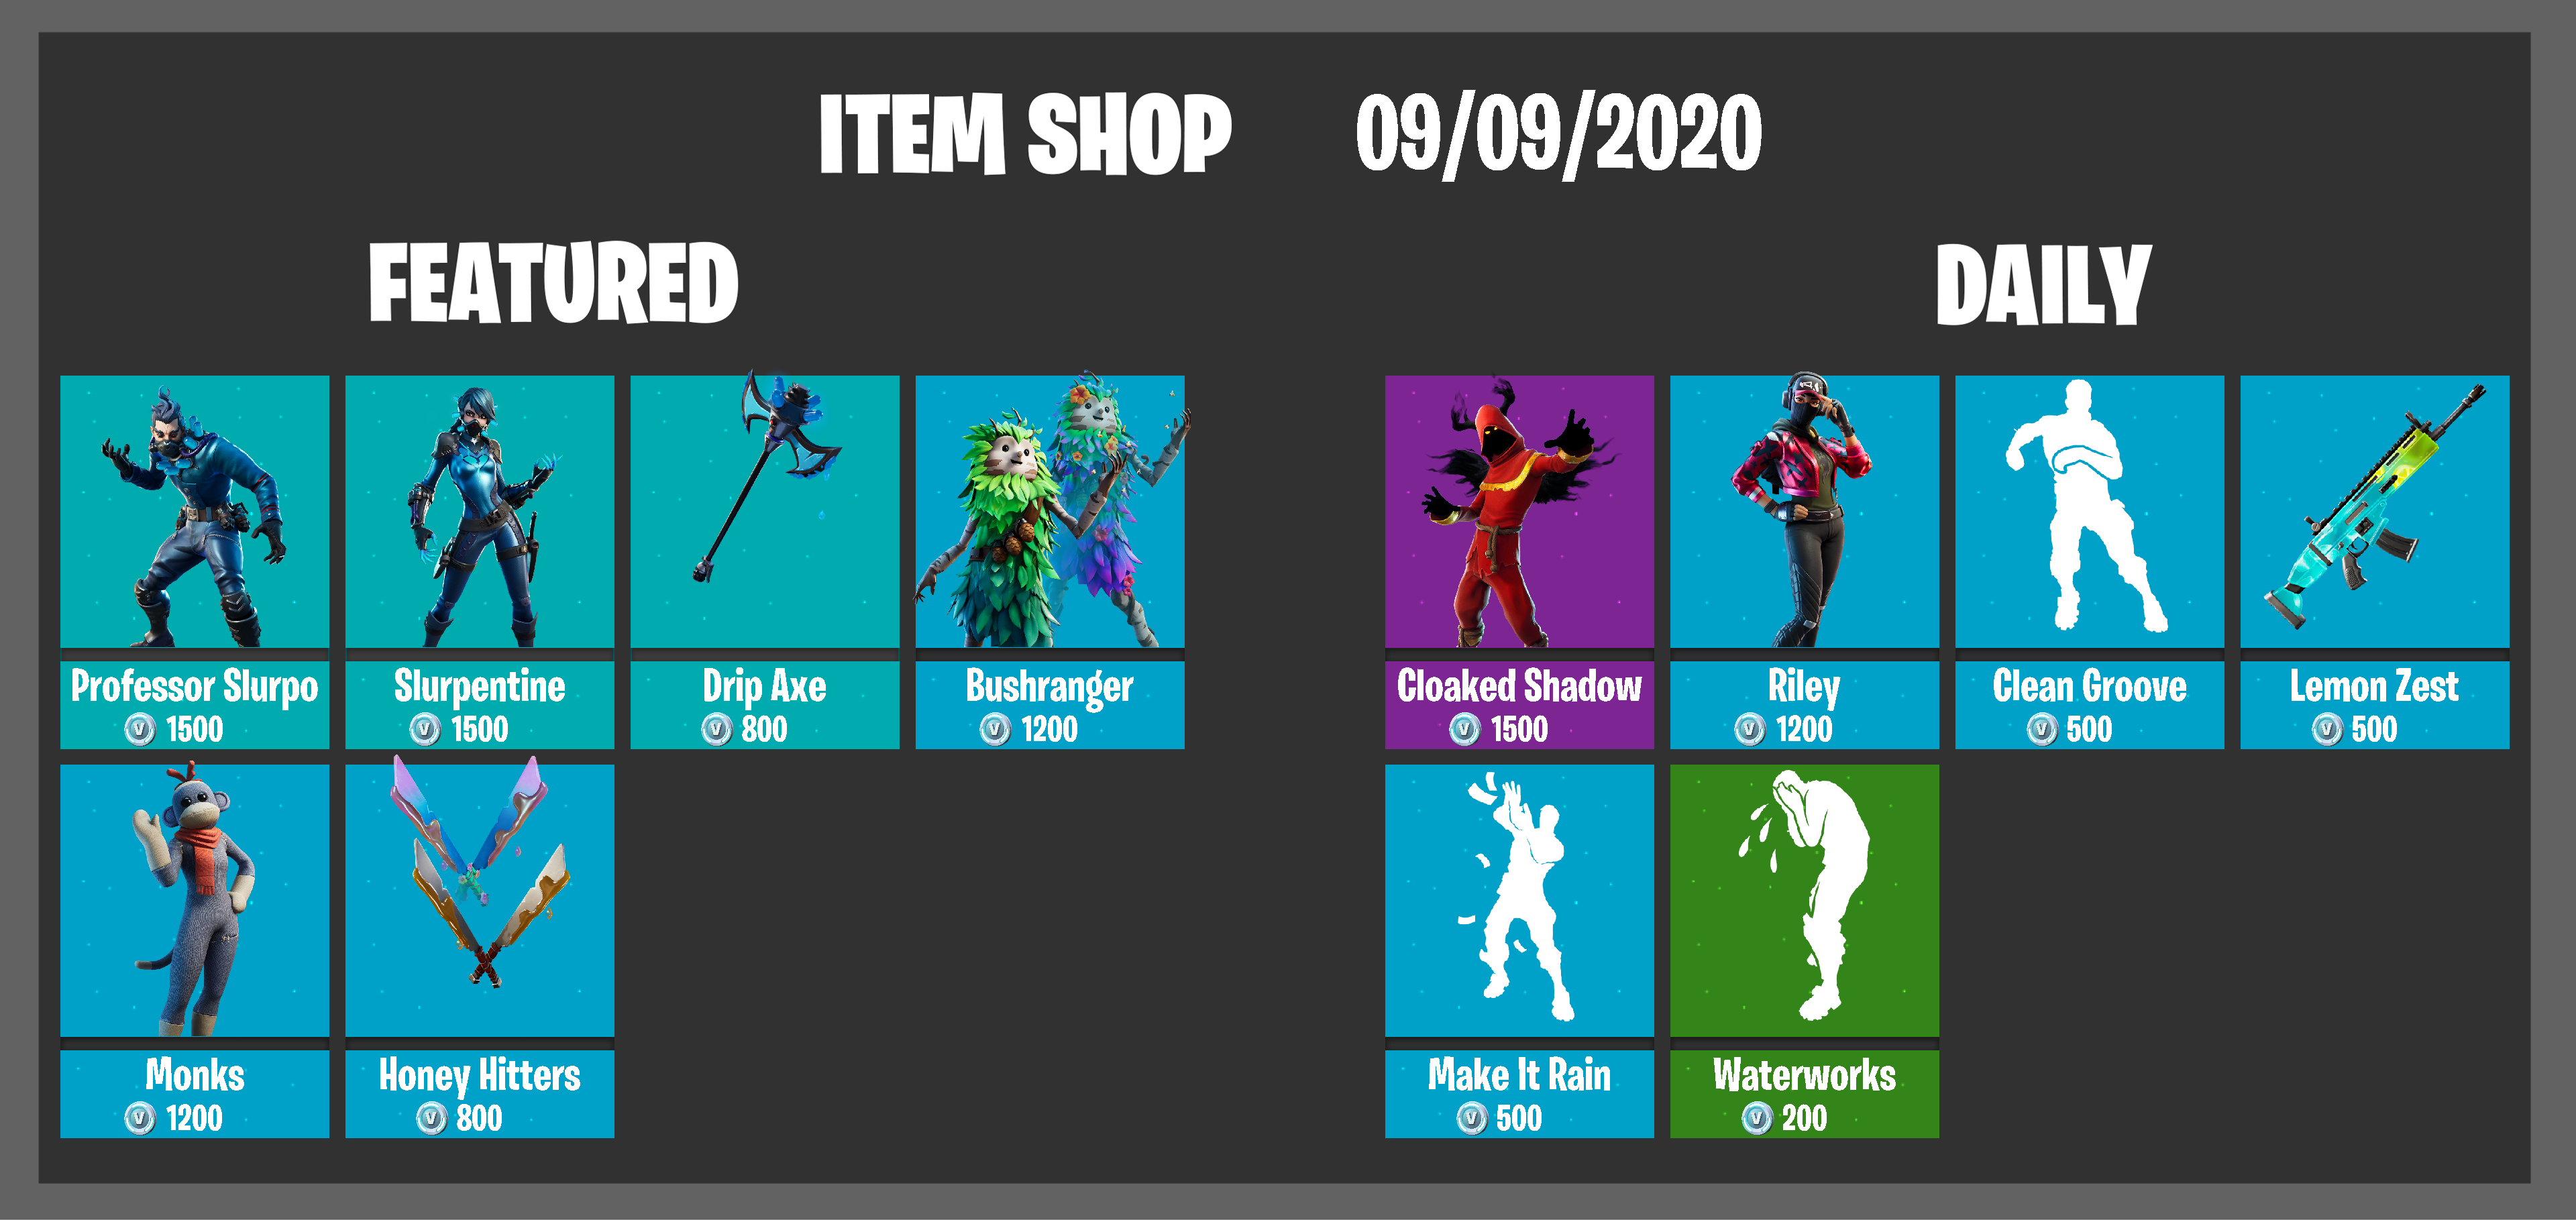 ITEM SHOP 09/09/2020
FEATURED
DAILY
Professor Slurpo
V 1500
Slurpentine
V 1500
Drip Axe
V 800
Bushranger
V 1200
Monks
V 1200
Honey Hitters
V 800
Cloaked Shadow
V 1500
Riley
V 1200
Clean Groove
V 500
Lemon Zest
V 500
Make It Rain
V 500
Waterworks
V 200